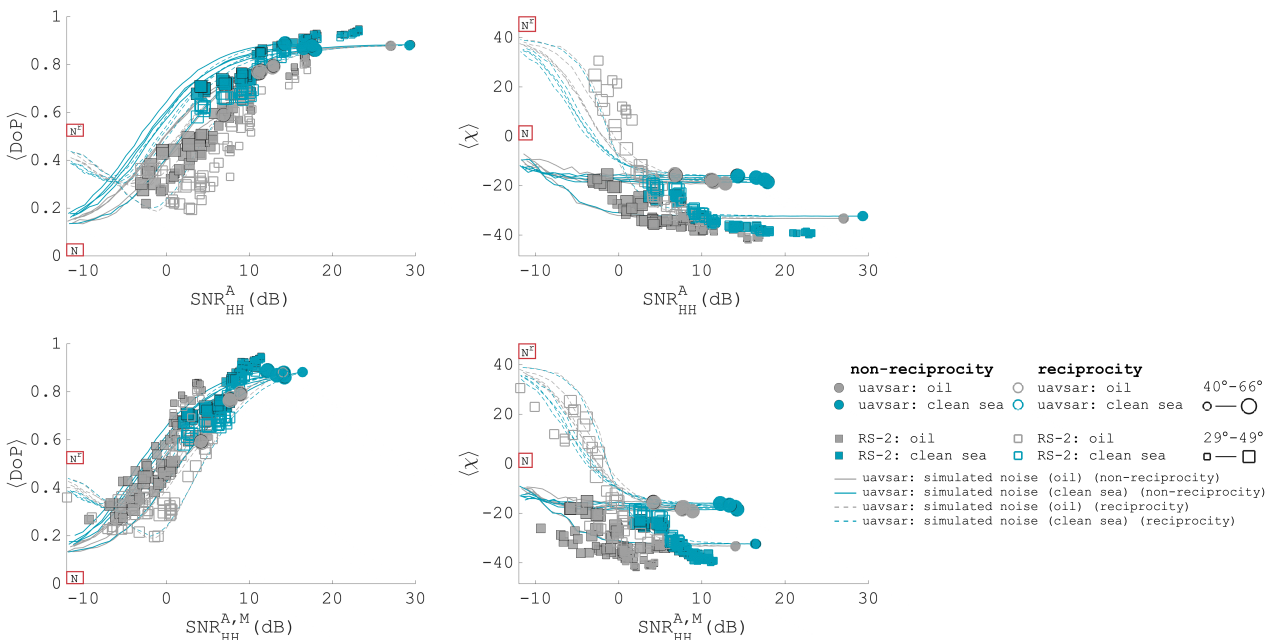 1
0.8
0.6
0.4
0.2
0
⟨DoP⟩
N^r
N
-10
0
10
20
30
SNR^A_HH (dB)
40
20
0
-20
-40
⟨χ⟩
N^r
N
-10
0
10
20
30
SNR^A_HH (dB)
1
0.8
0.6
0.4
0.2
0
⟨DoP⟩
N^r
N
-10
0
10
20
30
SNR^A,M_HH (dB)
40
20
0
-20
-40
⟨χ⟩
N^r
N
-10
0
10
20
30
SNR^A,M_HH (dB)
non-reciprocity reciprocity
uavsar: oil uavsar: oil 40°-66°
uavsar: clean sea uavsar: clean sea
RS-2: oil RS-2: oil 29°-49°
RS-2: clean sea RS-2: clean sea
uavsar: simulated noise (oil) (non-reciprocity)
uavsar: simulated noise (clean sea) (non-reciprocity)
uavsar: simulated noise (oil) (reciprocity)
uavsar: simulated noise (clean sea) (reciprocity)